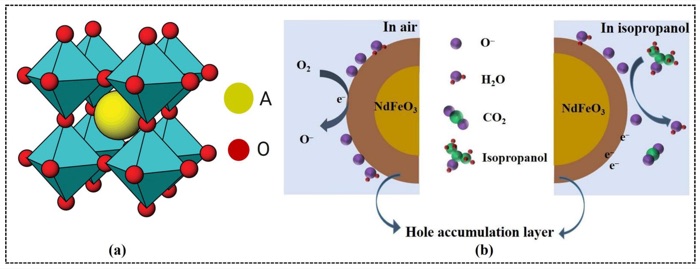 A
O
(a)
In air
O₂
e⁻
O⁻
NdFeO₃
O⁻
H₂O
CO₂
Isopropanol
In isopropanol
NdFeO₃
e⁻
e⁻
e⁻
Hole accumulation layer
(b)